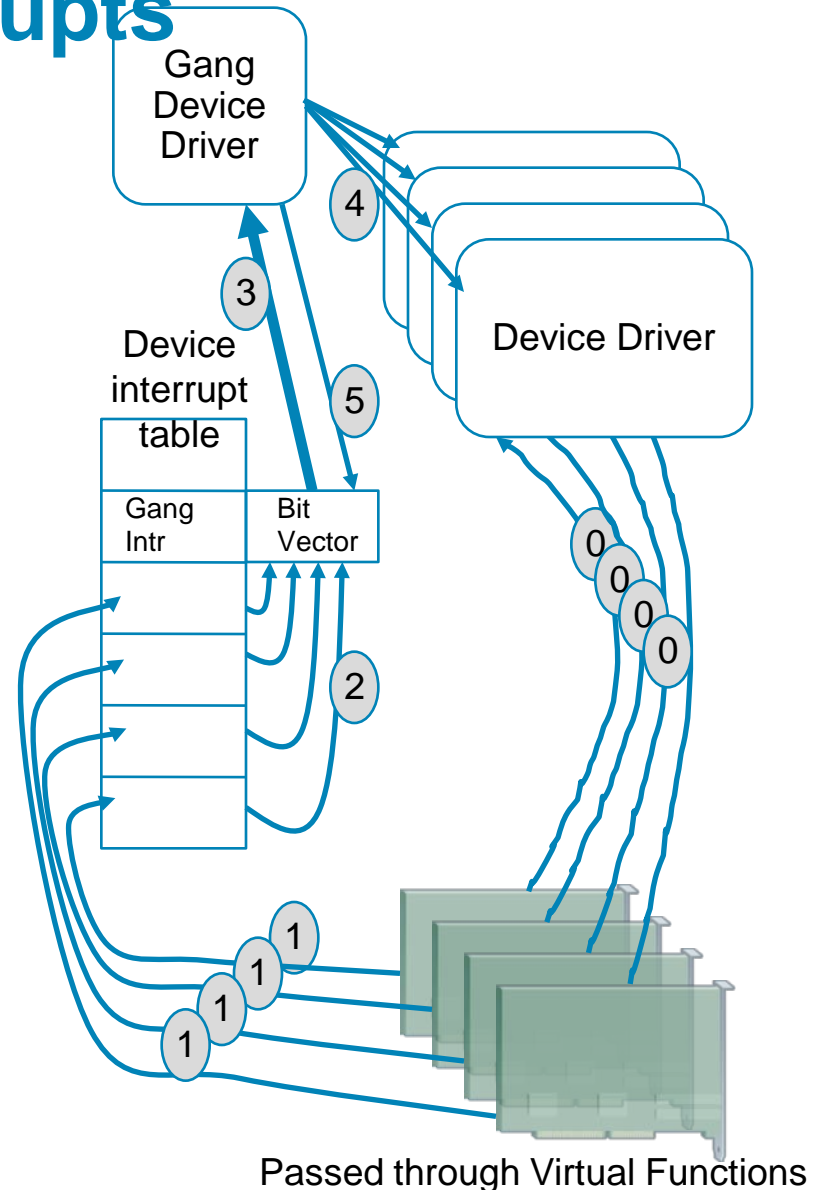 upts
Gang
Device
Driver
4
3
Device Driver
Device
interrupt
table
5
Gang
Intr
Bit
Vector
0
0
0
0
2
1
1
1
1
Passed through Virtual Functions